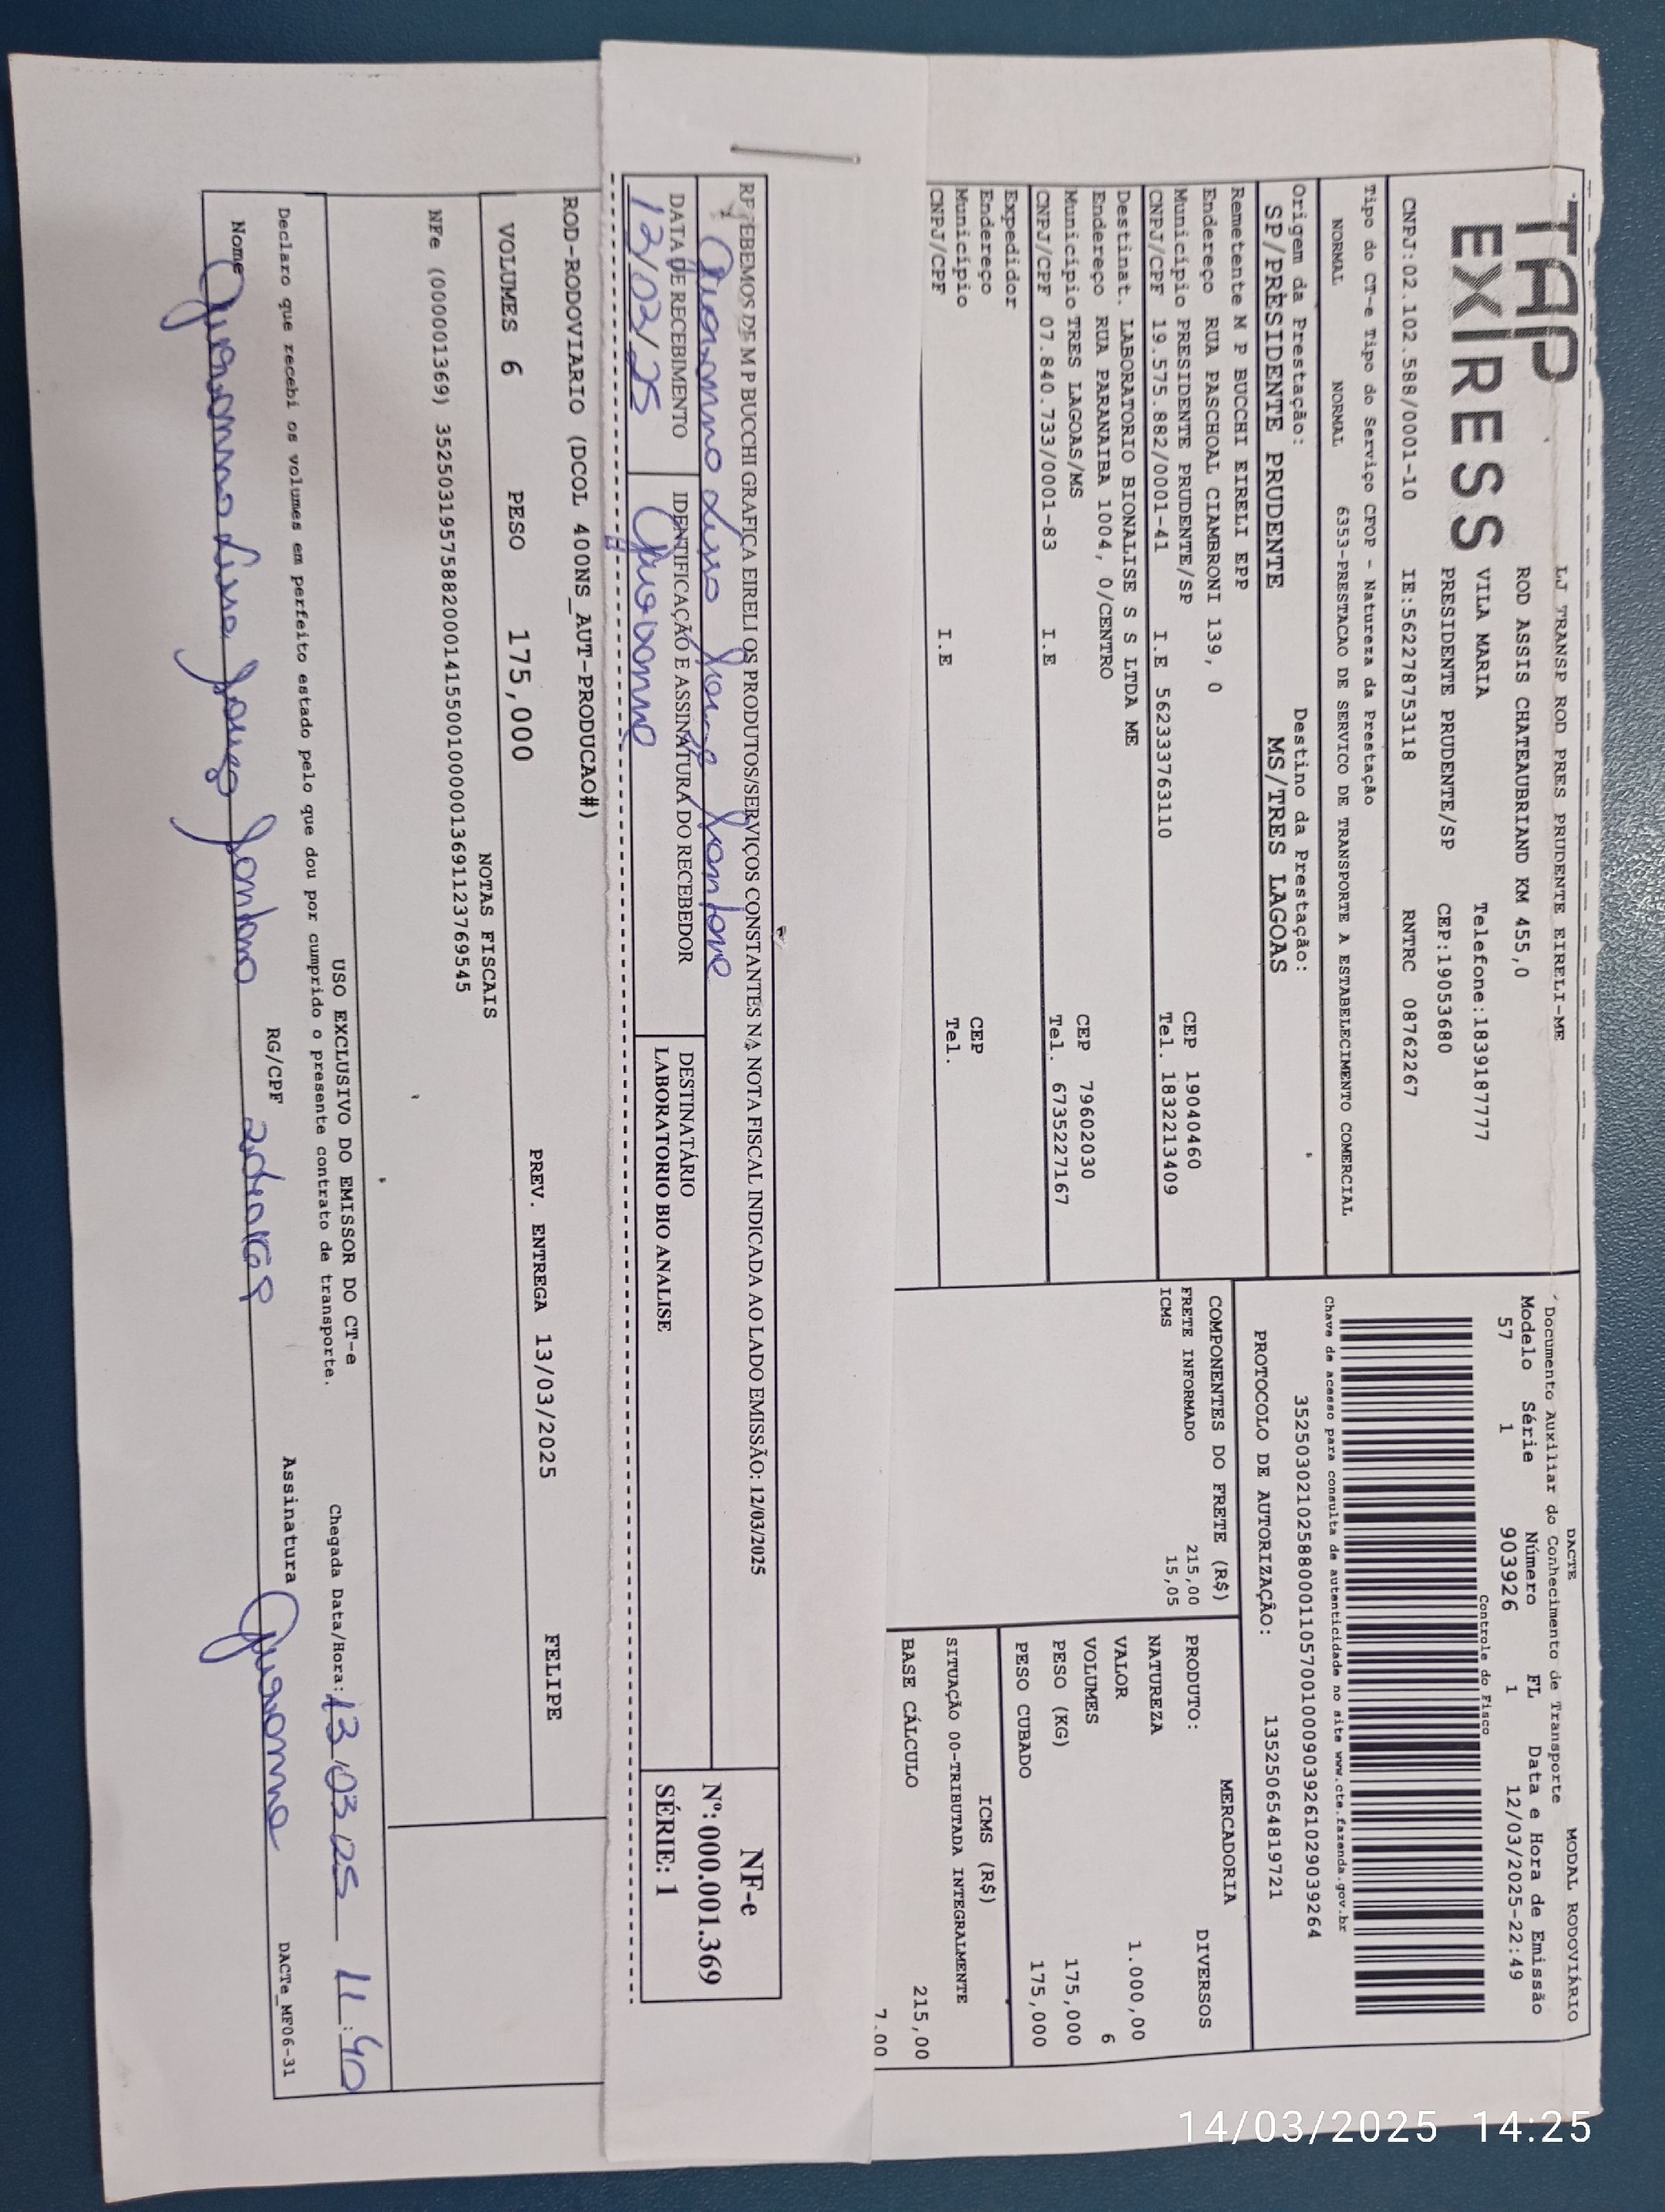 TAP
EXPRESS
LJ TRANSP ROD PRES PRUDENTE EIRELI-ME
ROD ASSIS CHATEAUBRIAND KM 455,0
VILA MARIA Telefone:1839187777
PRESIDENTE PRUDENTE/SP CEP:19053680
CNPJ:02.102.588/0001-10 IE:562278753118 RNTRC 08762267
Tipo do CT-e Tipo do Serviço CFOP - Natureza da Prestação
NORMAL NORMAL 6353-PRESTACAO DE SERVICO DE TRANSPORTE A ESTABELECIMENTO COMERCIAL
Origem da Prestação: Destino da Prestação:
SP/PRESIDENTE PRUDENTE MS/TRES LAGOAS
DACTE MODAL RODOVIÁRIO
Documento Auxiliar do Conhecimento de Transporte
Modelo Série Número FL Data e Hora de Emissão
57 1 903926 1 12/03/2025-22:49
Controle do Fisco
Chave de acesso para consulta de autenticidade no site www.cte.fazenda.gov.br
35250302102588000110570010009039261029039264
PROTOCOLO DE AUTORIZAÇÃO: 135250654819721
Remetente M P BUCCHI EIRELI EPP
Endereço RUA PASCHOAL CIAMBRONI 139, 0 CEP 19040460
Município PRESIDENTE PRUDENTE/SP Tel. 1832213409
CNPJ/CPF 19.575.882/0001-41 I.E 562333763110
Destinat. LABORATORIO BIONALISE S S LTDA ME
Endereço RUA PARANAIBA 1004, 0/CENTRO CEP 79602030
Município TRES LAGOAS/MS Tel. 6735227167
CNPJ/CPF 07.840.733/0001-83 I.E
Expedidor
Endereço CEP
Município Tel.
CNPJ/CPF I.E
COMPONENTES DO FRETE (R$)
FRETE INFORMADO 215,00
ICMS 15,05
MERCADORIA
PRODUTO: DIVERSOS
NATUREZA
VALOR 1.000,00
VOLUMES 6
PESO (KG) 175,000
PESO CUBADO 175,000
ICMS (R$)
SITUAÇÃO 00-TRIBUTADA INTEGRALMENTE
BASE CÁLCULO 215,00
7.00
RECEBEMOS DE M P BUCCHI GRAFICA EIRELI OS PRODUTOS/SERVIÇOS CONSTANTES NA NOTA FISCAL INDICADA AO LADO EMISSÃO: 12/03/2025
DATA DE RECEBIMENTO IDENTIFICAÇÃO E ASSINATURA DO RECEBEDOR DESTINATÁRIO
LABORATORIO BIO ANALISE
NF-e
Nº: 000.001.369
SÉRIE: 1
ROD-RODOVIARIO (DCOL 400NS_AUT-PRODUCAO#)
VOLUMES 6 PESO 175,000 PREV. ENTREGA 13/03/2025 FELIPE
NOTAS FISCAIS
NFe (000001369) 35250319575882000141550010000013691123769545
USO EXCLUSIVO DO EMISSOR DO CT-e
Declaro que recebi os volumes em perfeito estado pelo que dou por cumprido o presente contrato de transporte. Chegada Data/Hora: 13 03 25 11:40
Nome RG/CPF Assinatura DACTe_MF06-31
14/03/2025 14:25